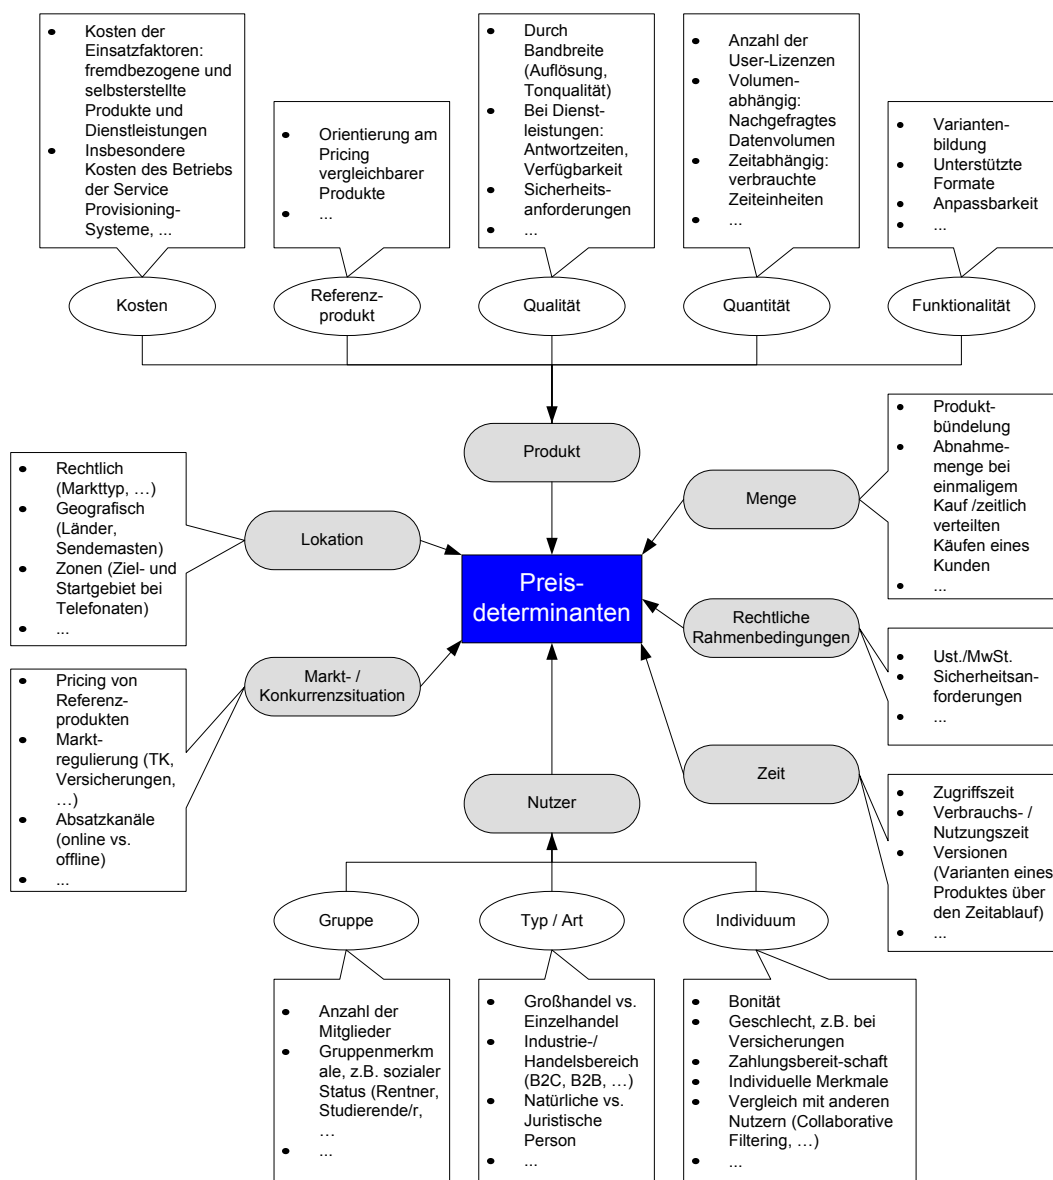 • Kosten der
Einsatzfaktoren:
fremdbezogene und
selbsterstellte
Produkte und
Dienstleistungen
• Insbesondere
Kosten des Betriebs
der Service
Provisioning-
Systeme, ...
• Orientierung am
Pricing
vergleichbarer
Produkte
• ...
• Durch
Bandbreite
(Auflösung,
Tonqualität)
• Bei Dienst-
leistungen:
Antwortzeiten,
Verfügbarkeit
• Sicherheits-
anforderungen
• ...
• Anzahl der
User-Lizenzen
• Volumen-
abhängig:
Nachgefragtes
Datenvolumen
• Zeitabhängig:
verbrauchte
Zeiteinheiten
• ...
• Varianten-
bildung
• Unterstützte
Formate
• Anpassbarkeit
• ...
Kosten
Referenz-
produkt
Qualität
Quantität
Funktionalität
Produkt
• Rechtlich
(Markttyp, …)
• Geografisch
(Länder,
Sendemasten)
• Zonen (Ziel- und
Startgebiet bei
Telefonaten)
• ...
Lokation
Menge
• Produkt-
bündelung
• Abnahme-
menge bei
einmaligem
Kauf /zeitlich
verteilten
Käufen eines
Kunden
• ...
Preis-
determinanten
Rechtliche
Rahmenbedingungen
• Ust./MwSt.
• Sicherheitsan-
forderungen
• ...
Markt- /
Konkurrenzsituation
• Pricing von
Referenz-
produkten
• Markt-
regulierung (TK,
Versicherungen,
…)
• Absatzkanäle
(online vs.
offline)
• ...
Zeit
• Zugriffszeit
• Verbrauchs- /
Nutzungszeit
• Versionen
(Varianten eines
Produktes über
den Zeitablauf)
• ...
Nutzer
Gruppe
Typ / Art
Individuum
• Anzahl der
Mitglieder
• Gruppenmerkm
ale, z.B. sozialer
Status (Rentner,
Studierende/r,
…
• ...
• Großhandel vs.
Einzelhandel
• Industrie-/
Handelsbereich
(B2C, B2B, …)
• Natürliche vs.
Juristische
Person
• ...
• Bonität
• Geschlecht, z.B. bei
Versicherungen
• Zahlungsbereit-schaft
• Individuelle Merkmale
• Vergleich mit anderen
Nutzern (Collaborative
Filtering, …)
• ...